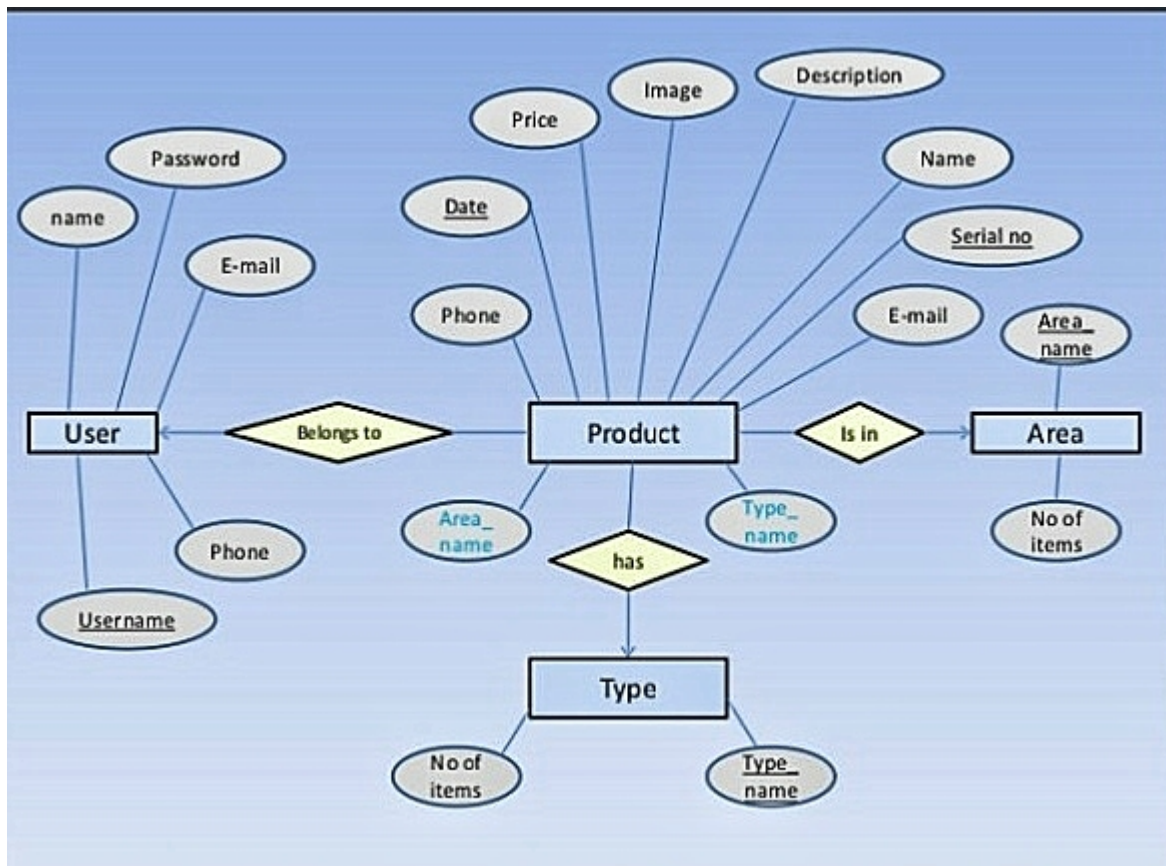 Description
Image
Price
Password
Name
Date
name
Serial no
E-mail
Phone
E-mail
Area_
name
User
Belongs to
Product
Is in
Area
Area_
name
Type_
name
No of
items
Phone
has
Username
Type
No of
items
Type_
name